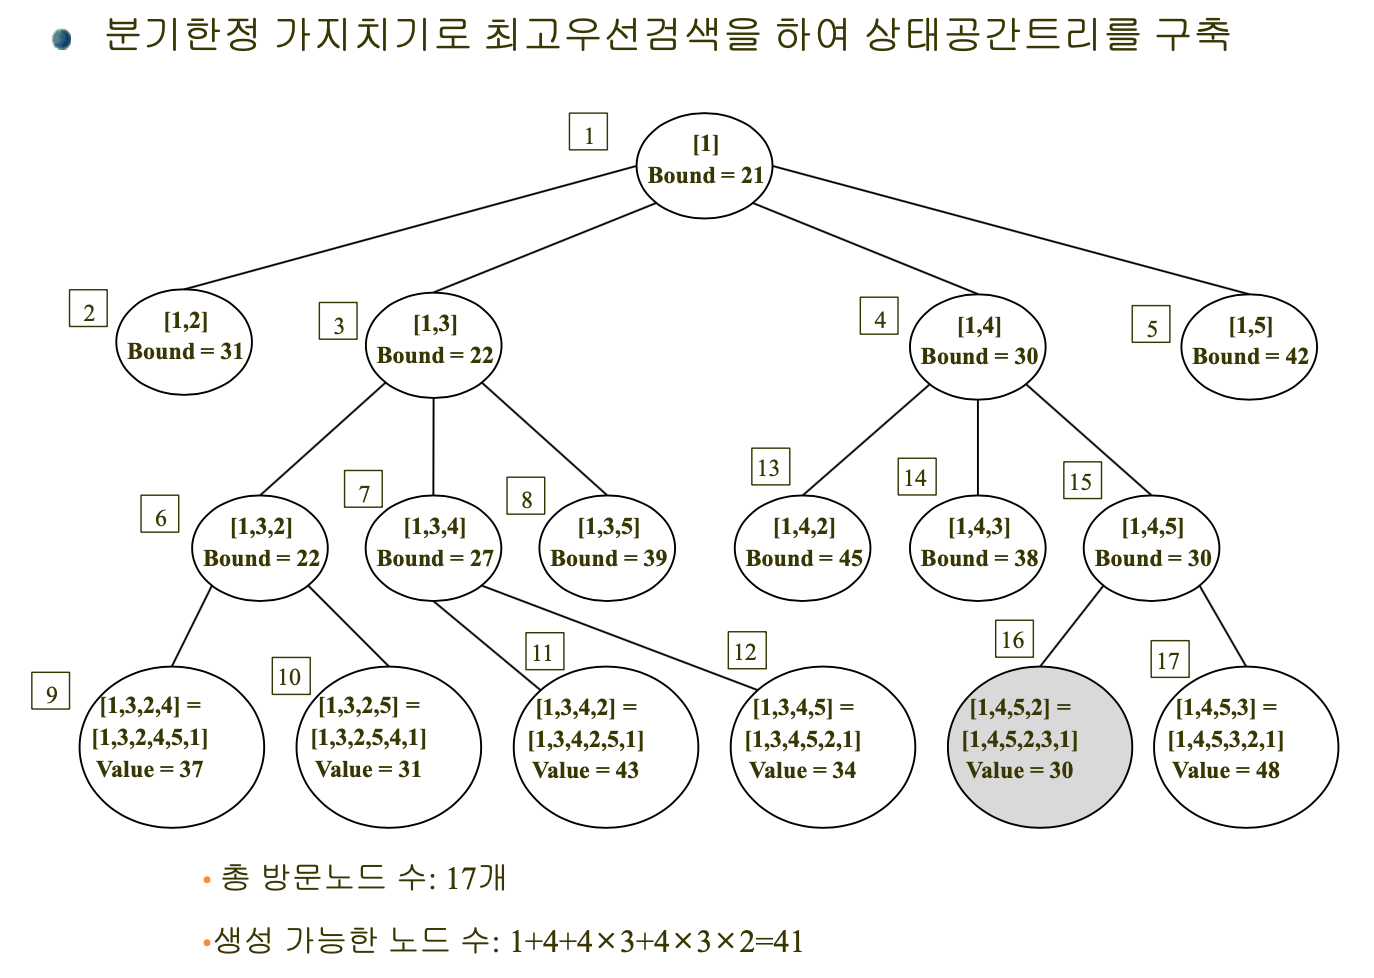 분기한정 가지치기로 최고우선검색을 하여 상태공간트리를 구축
1
[1]
Bound = 21
2
[1,2]
Bound = 31
3
[1,3]
Bound = 22
4
[1,4]
Bound = 30
5
[1,5]
Bound = 42
6
[1,3,2]
Bound = 22
7
[1,3,4]
Bound = 27
8
[1,3,5]
Bound = 39
13
[1,4,2]
Bound = 45
14
[1,4,3]
Bound = 38
15
[1,4,5]
Bound = 30
9
[1,3,2,4] =
[1,3,2,4,5,1]
Value = 37
10
[1,3,2,5] =
[1,3,2,5,4,1]
Value = 31
11
[1,3,4,2] =
[1,3,4,2,5,1]
Value = 43
12
[1,3,4,5] =
[1,3,4,5,2,1]
Value = 34
16
[1,4,5,2] =
[1,4,5,2,3,1]
Value = 30
17
[1,4,5,3] =
[1,4,5,3,2,1]
Value = 48
• 총 방문노드 수: 17개
•생성 가능한 노드 수: 1+4+4×3+4×3×2=41